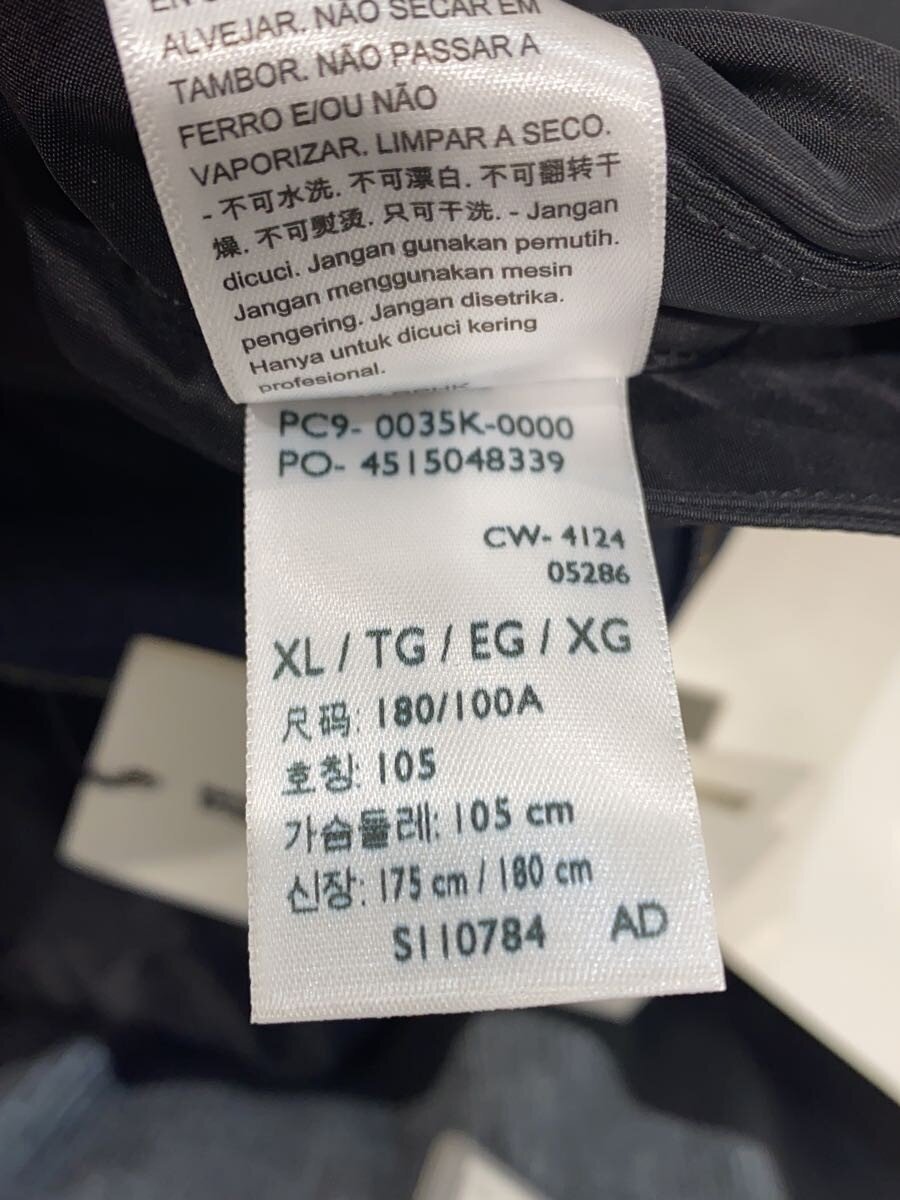 ALVEJAR. NÃO SECAR EM
TAMBOR. NÃO PASSAR A
FERRO E/OU NÃO
VAPORIZAR. LIMPAR A SECO.
- 不可水洗. 不可漂白. 不可翻转干
燥. 不可熨烫. 只可干洗. - Jangan
dicuci. Jangan gunakan pemutih.
Jangan menggunakan mesin
pengering. Jangan disetrika.
Hanya untuk dicuci kering
profesional.
PC9- 0035K-0000
PO- 4515048339
CW- 4124
05286
XL / TG / EG / XG
尺码: 180/100A
호칭: 105
가슴둘레: 105 cm
신장: 175 cm / 180 cm
S110784 AD